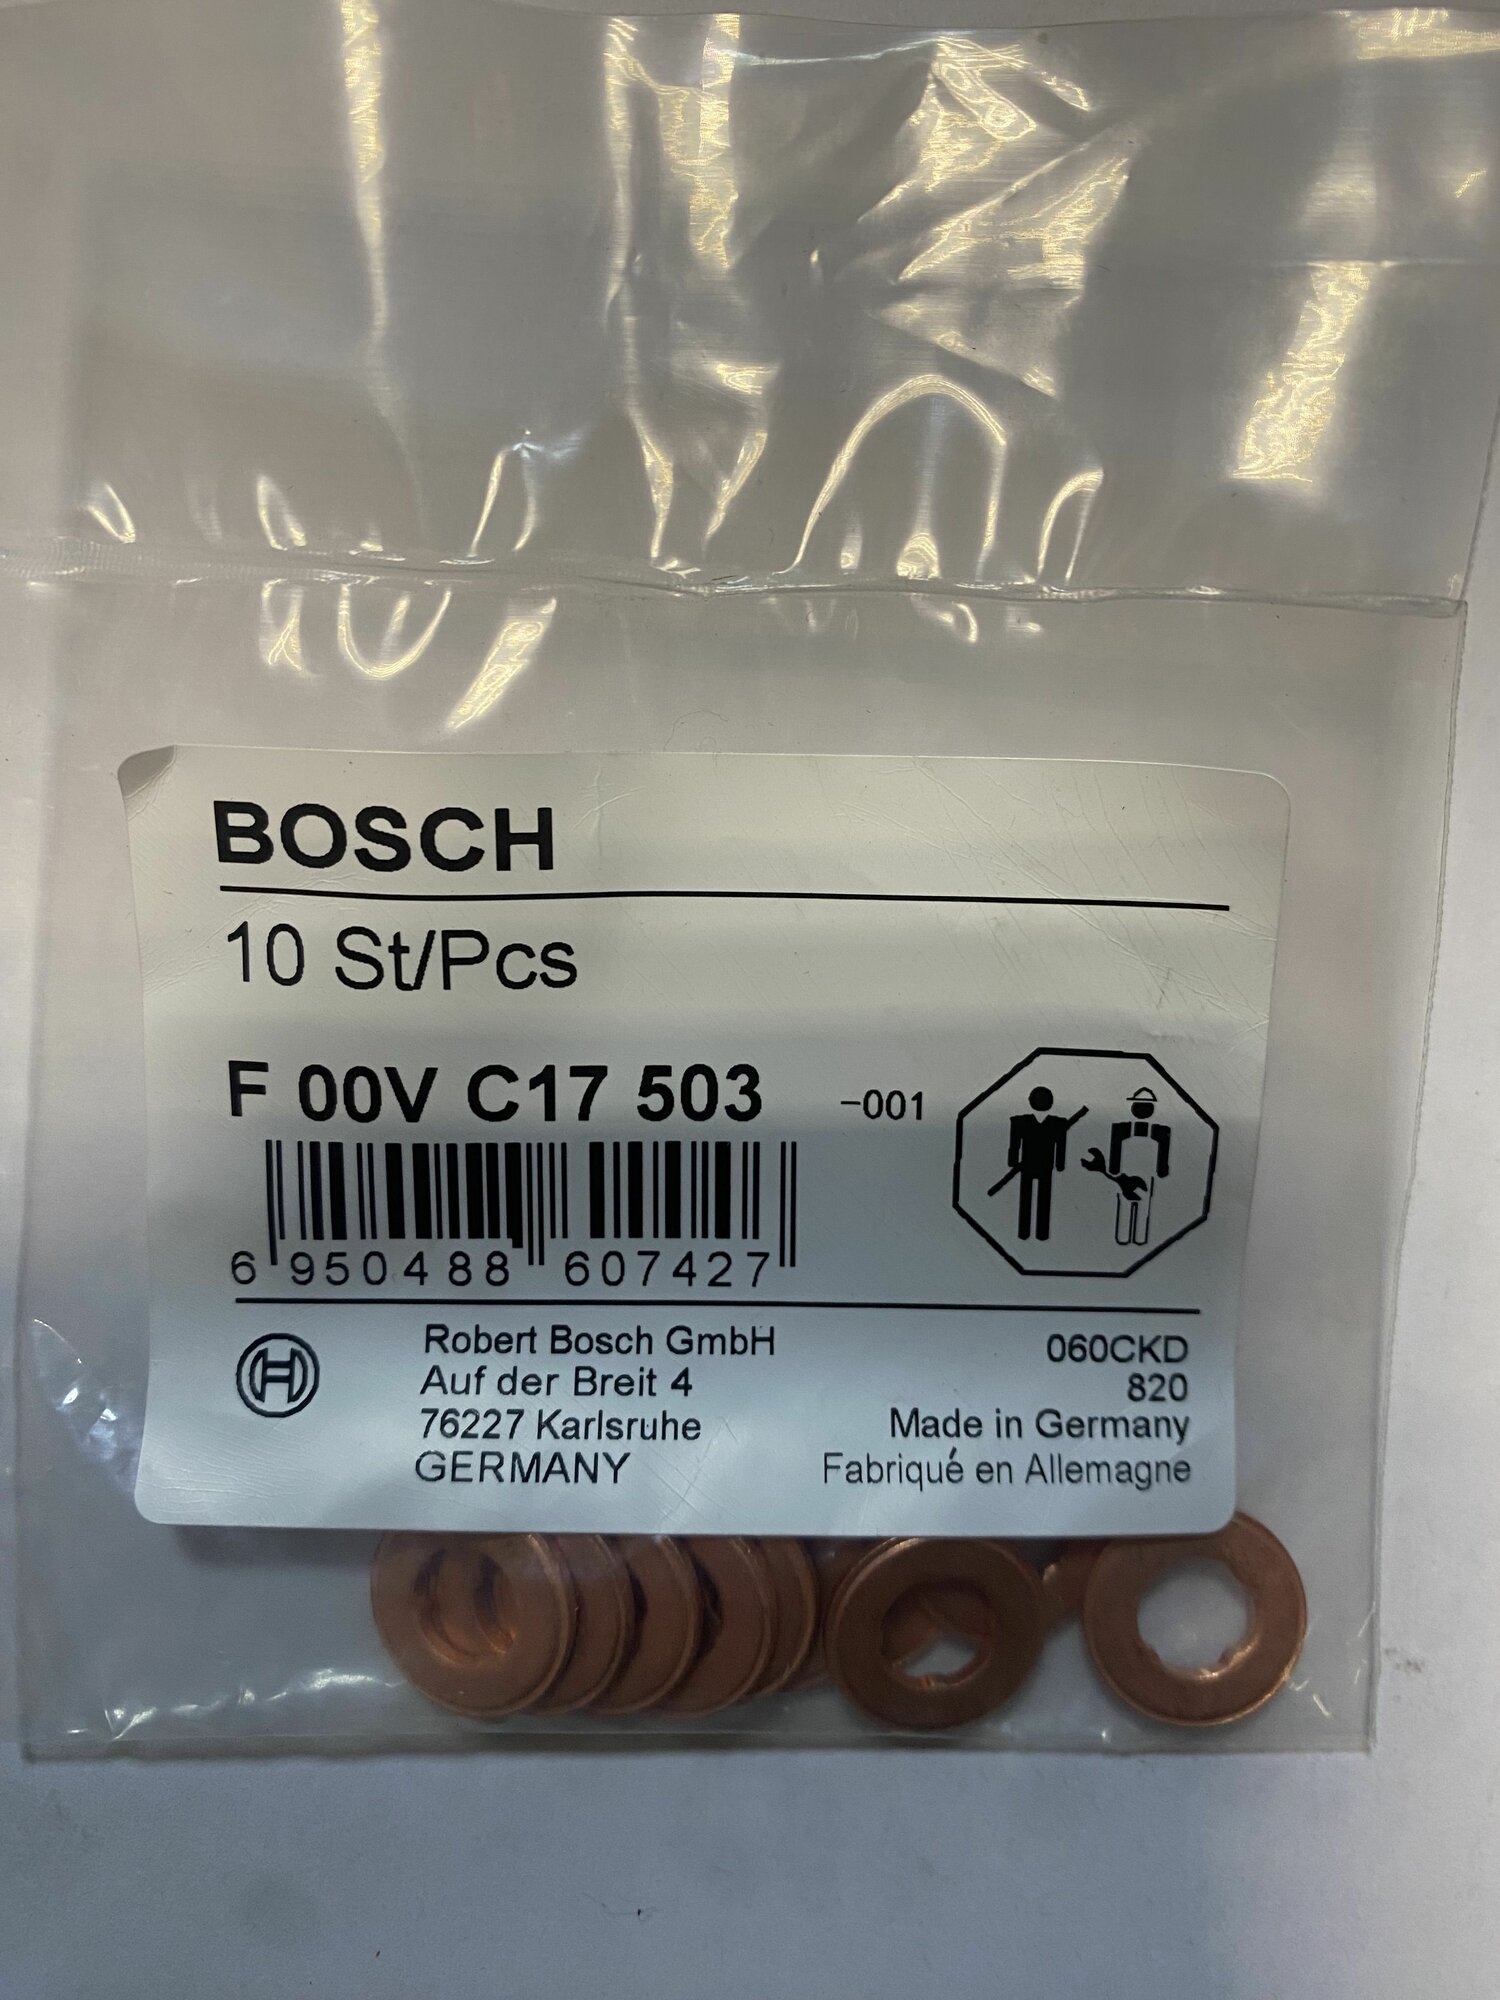 BOSCH
10 St/Pcs
F 00V C17 503 -001
6 950488 607427
Robert Bosch GmbH
Auf der Breit 4
76227 Karlsruhe
GERMANY
060CKD
820
Made in Germany
Fabriqué en Allemagne